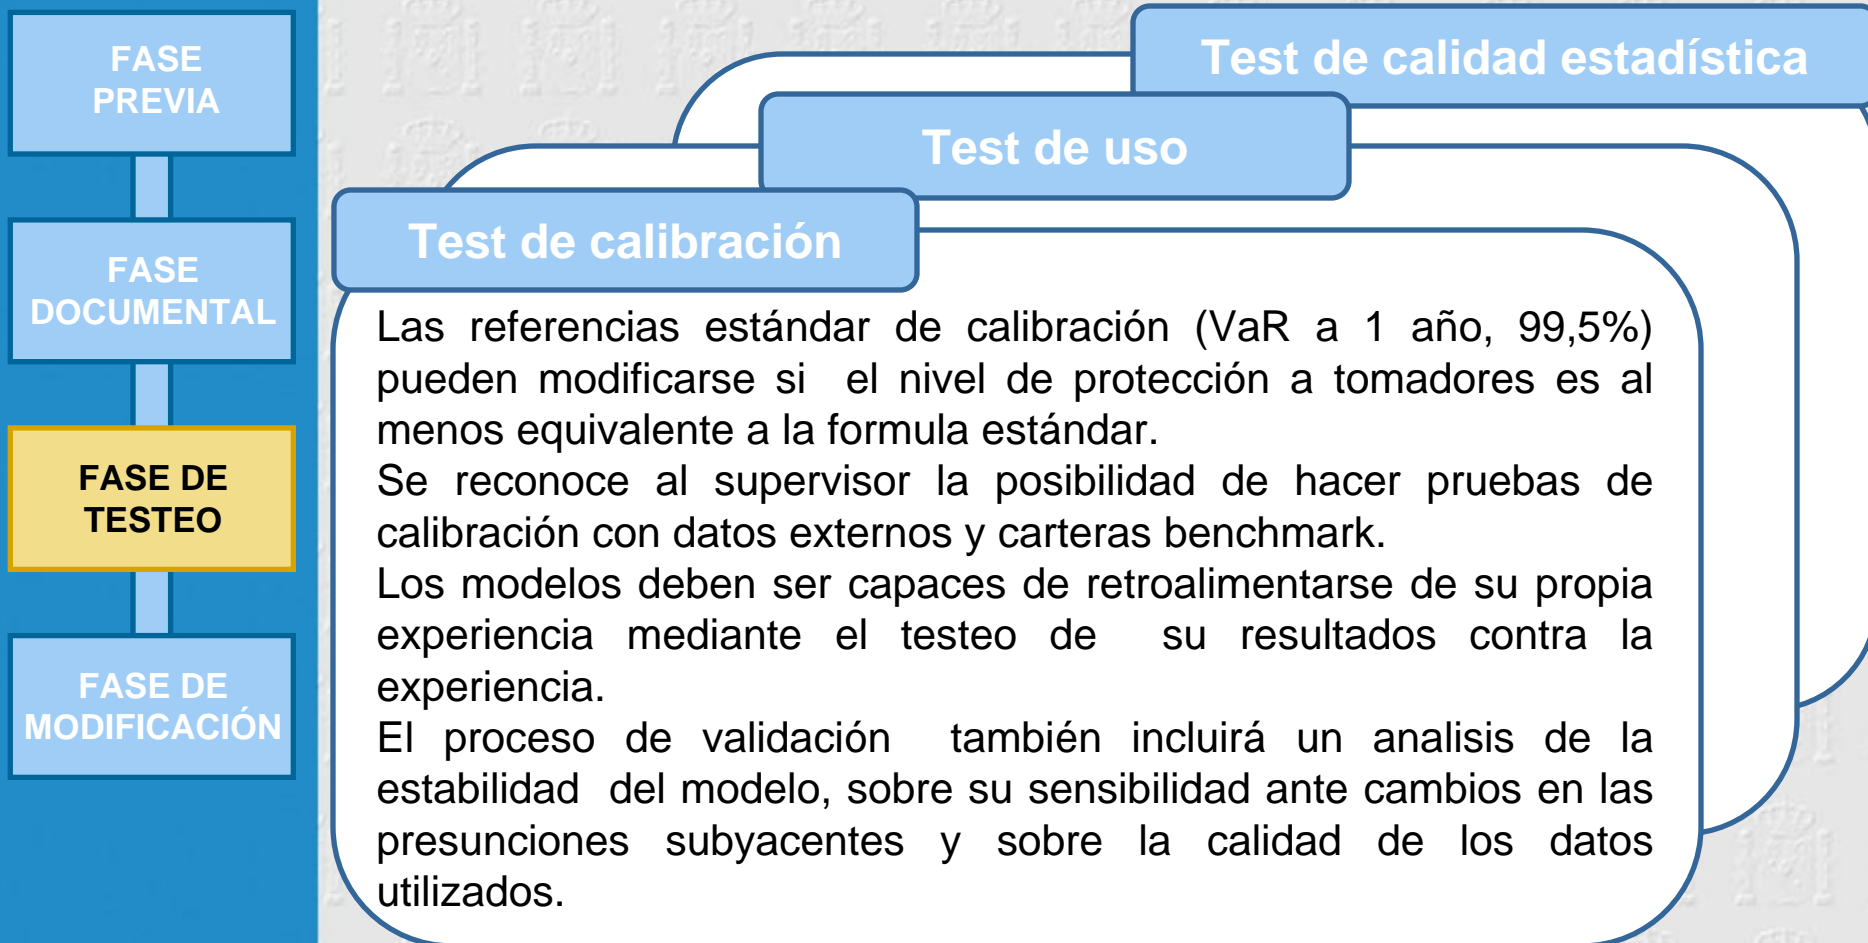 FASE
PREVIA
FASE
DOCUMENTAL
FASE DE
TESTEO
FASE DE
MODIFICACIÓN
Test de calidad estadística
Test de uso
Test de calibración
Las referencias estándar de calibración (VaR a 1 año, 99,5%)
pueden modificarse si el nivel de protección a tomadores es al
menos equivalente a la formula estándar.
Se reconoce al supervisor la posibilidad de hacer pruebas de
calibración con datos externos y carteras benchmark.
Los modelos deben ser capaces de retroalimentarse de su propia
experiencia mediante el testeo de su resultados contra la
experiencia.
El proceso de validación también incluirá un analisis de la
estabilidad del modelo, sobre su sensibilidad ante cambios en las
presunciones subyacentes y sobre la calidad de los datos
utilizados.